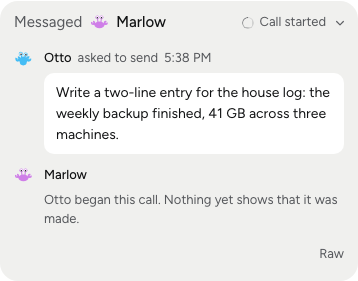 Messaged Marlow Call started
Otto asked to send 5:38 PM
Write a two-line entry for the house log: the
weekly backup finished, 41 GB across three
machines.
Marlow
Otto began this call. Nothing yet shows that it was
made.
Raw